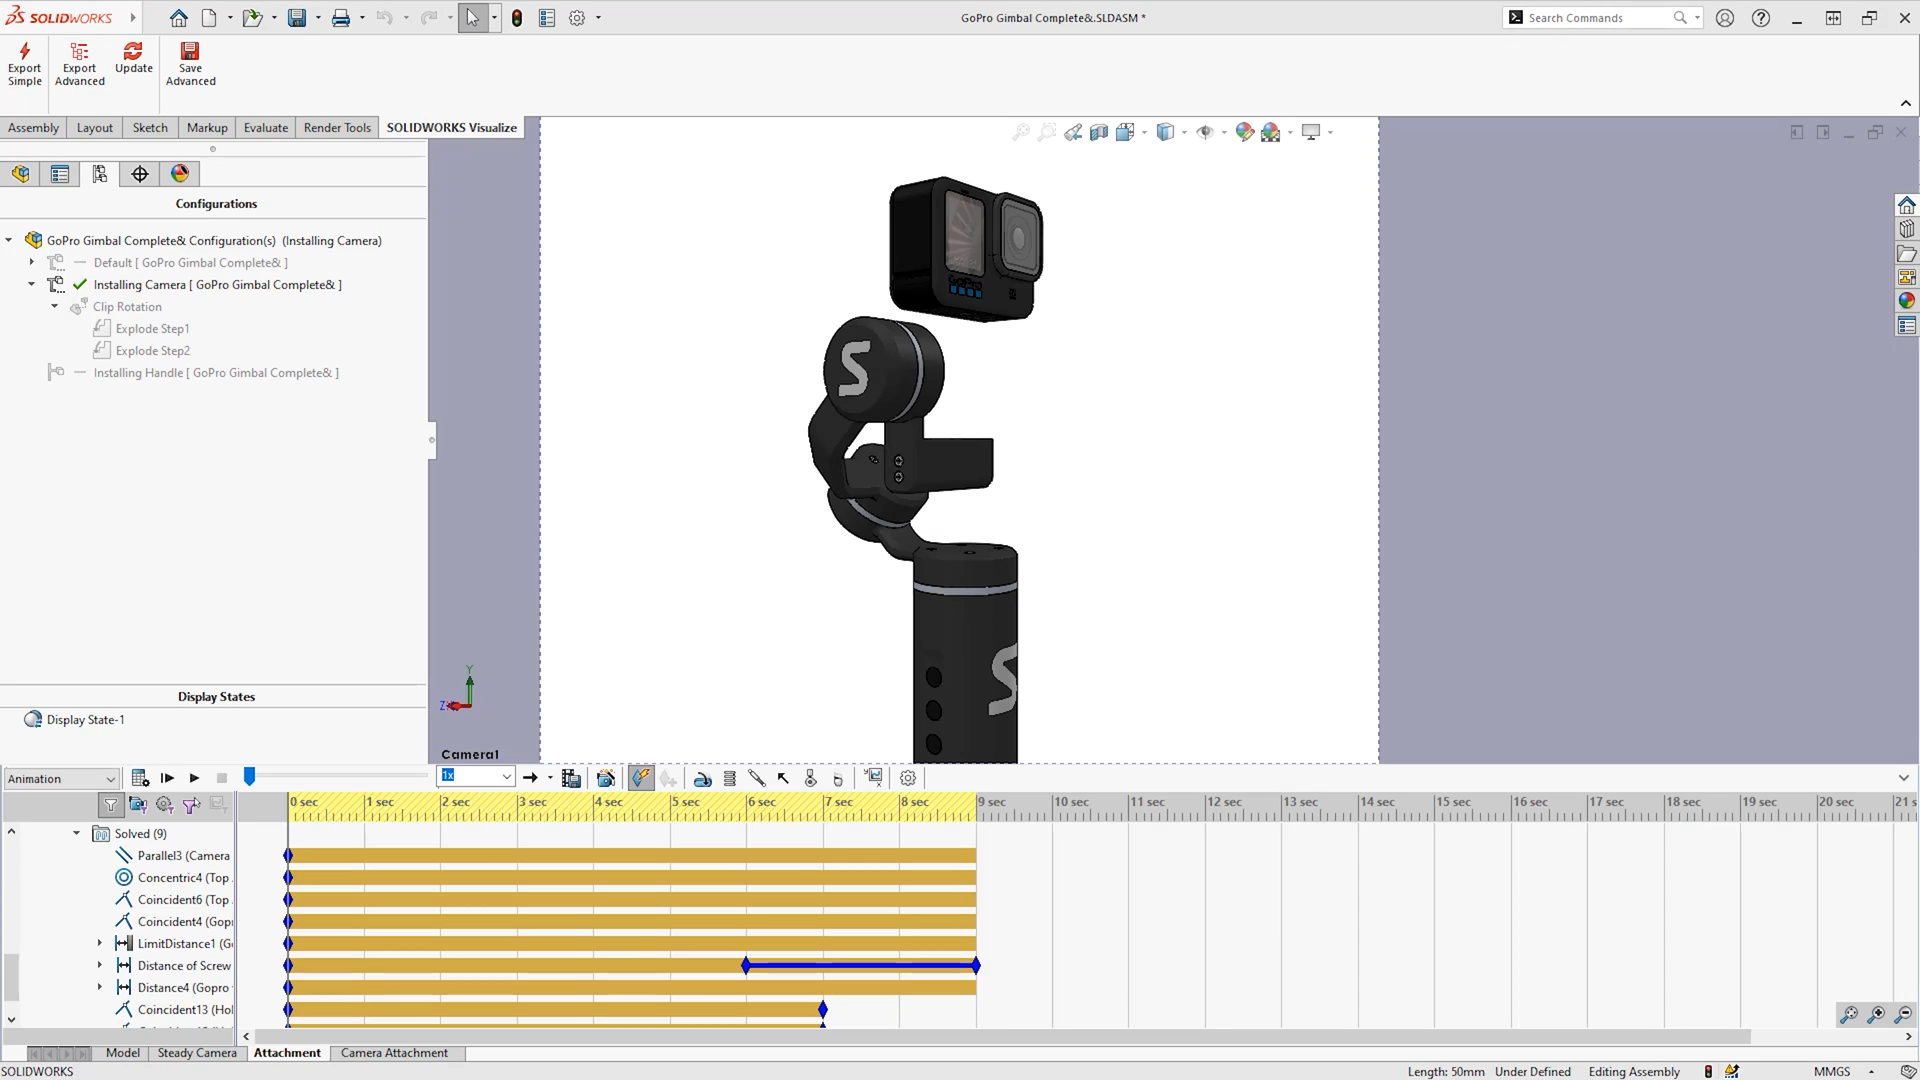 SOLIDWORKS
GoPro Gimbal Complete&.SLDASM *
Search Commands
Export Simple
Export Advanced
Update
Save Advanced
Assembly
Layout
Sketch
Markup
Evaluate
Render Tools
SOLIDWORKS Visualize
Configurations
GoPro Gimbal Complete& Configuration(s) (Installing Camera)
Default [ GoPro Gimbal Complete& ]
Installing Camera [ GoPro Gimbal Complete& ]
Clip Rotation
Explode Step1
Explode Step2
Installing Handle [ GoPro Gimbal Complete& ]
Display States
Display State-1
GoPro
S
S
Y
Z
Camera1
Animation
1x
0 sec 1 sec 2 sec 3 sec 4 sec 5 sec 6 sec 7 sec 8 sec 9 sec 10 sec 11 sec 12 sec 13 sec 14 sec 15 sec 16 sec 17 sec 18 sec 19 sec 20 sec 21 s
Solved (9)
Parallel3 (Camera
Concentric4 (Top
Coincident6 (Top
Coincident4 (Gopr
LimitDistance1 (G
Distance of Screw
Distance4 (Gopro
Coincident13 (Hol
Model
Steady Camera
Attachment
Camera Attachment
SOLIDWORKS
Length: 50mm
Under Defined
Editing Assembly
MMGS